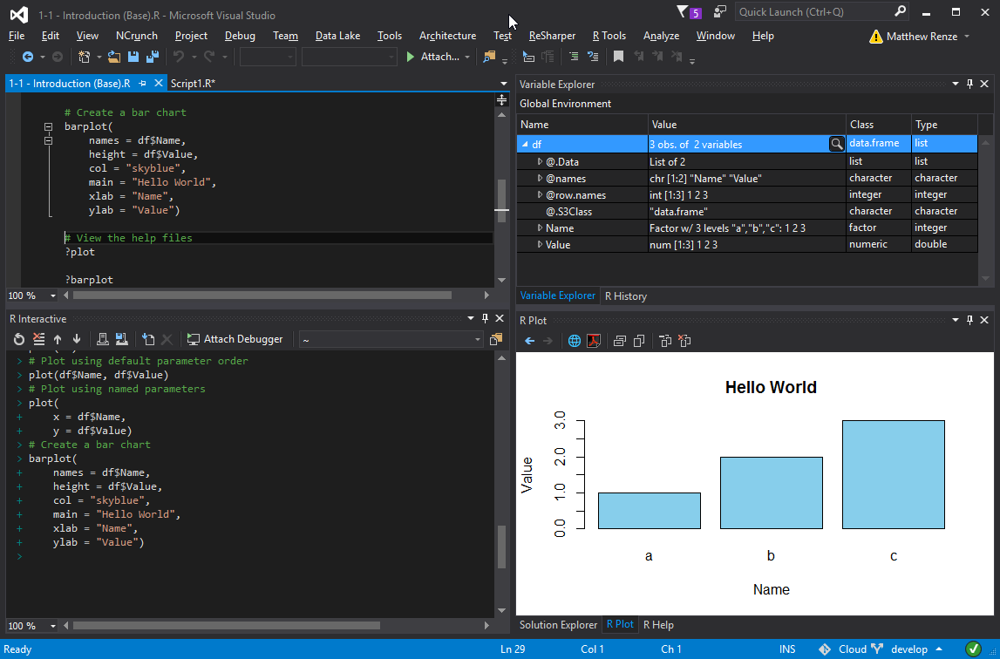 1-1 - Introduction (Base).R - Microsoft Visual Studio
5
Quick Launch (Ctrl+Q)
File Edit View NCrunch Project Debug Team Data Lake Tools Architecture Test ReSharper R Tools Analyze Window Help
Matthew Renze
Attach...
1-1 - Introduction (Base).R
Script1.R*
# Create a bar chart
barplot(
names = df$Name,
height = df$Value,
col = "skyblue",
main = "Hello World",
xlab = "Name",
ylab = "Value")
# View the help files
?plot
?barplot
100 %
Variable Explorer
Global Environment
Name Value Class Type
df 3 obs. of 2 variables data.frame list
@.Data List of 2 list list
@names chr [1:2] "Name" "Value" character character
@row.names int [1:3] 1 2 3 integer integer
@.S3Class "data.frame" character character
Name Factor w/ 3 levels "a","b","c": 1 2 3 factor integer
Value num [1:3] 1 2 3 numeric double
Variable Explorer R History
R Interactive
Attach Debugger
~
> # Plot using default parameter order
> plot(df$Name, df$Value)
> # Plot using named parameters
> plot(
+ x = df$Name,
+ y = df$Value)
> # Create a bar chart
> barplot(
+ names = df$Name,
+ height = df$Value,
+ col = "skyblue",
+ main = "Hello World",
+ xlab = "Name",
+ ylab = "Value")
>
100 %
R Plot
Hello World
Value
3.0
2.0
1.0
0.0
a b c
Name
Solution Explorer R Plot R Help
Ready Ln 29 Col 1 Ch 1 INS Cloud develop